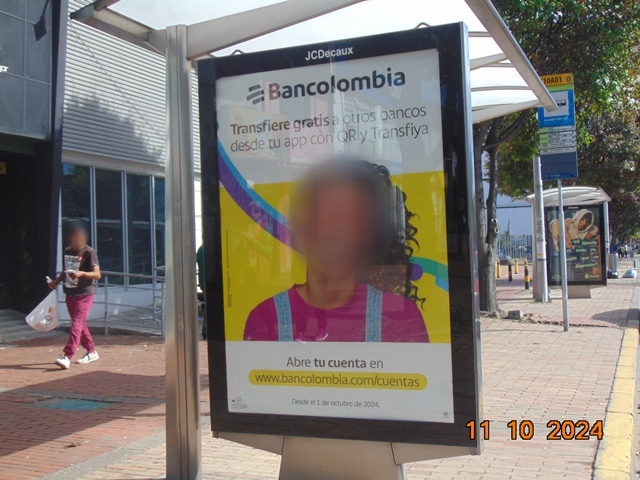 JCDecaux
Bancolombia
Transfiere gratis a otros bancos
desde tu app con QR y Transfiya
Abre tu cuenta en
www.bancolombia.com/cuentas
Desde el 1 de octubre de 2024.
11 10 2024